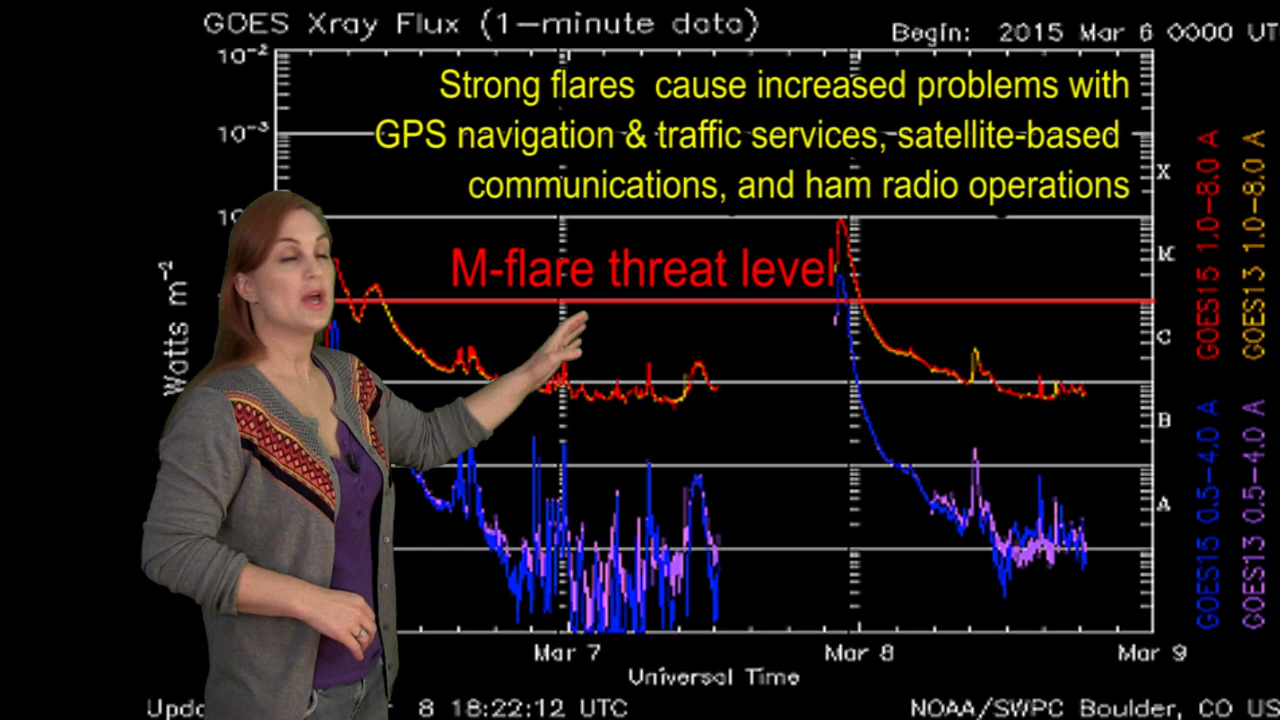 GOES Xray Flux (1-minute data)
Begin: 2015 Mar 6 0000 UT
10-2
Strong flares cause increased problems with
10-3
GPS navigation & traffic services, satellite-based
communications, and ham radio operations
X
10
M-flare threat level
M
C
B
A
Watts m-2
GOES15 1.0-8.0 A
GOES13 1.0-8.0 A
GOES15 0.5-4.0 A
GOES13 0.5-4.0 A
Mar 7
Mar 8
Mar 9
Universal Time
8 18:22:12 UTC
NOAA/SWPC Boulder, CO US